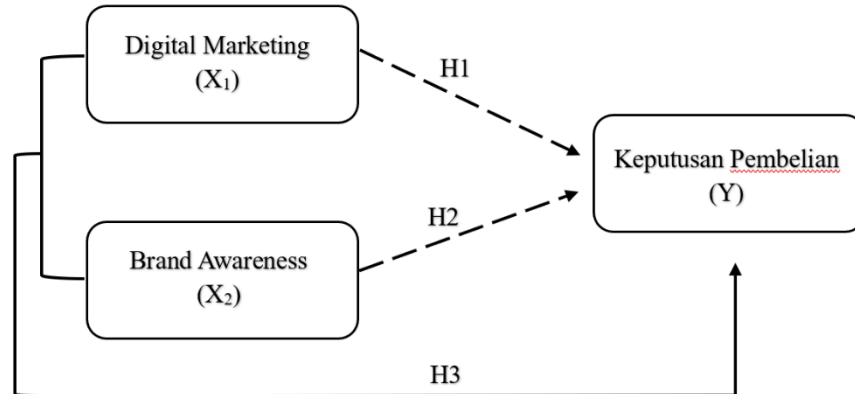 Digital Marketing
(X₁)
H1
Keputusan Pembelian
(Y)
H2
Brand Awareness
(X₂)
H3